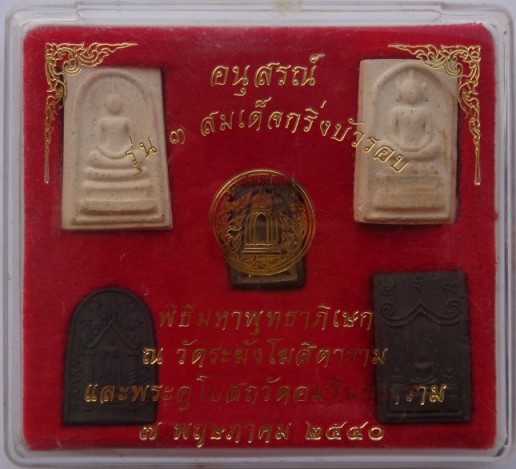 อนุสรณ์
รุ่น ๓ สมเด็จกริ่งบัวรอบ
พิธีมหาพุทธาภิเษก
ณ วัดระฆังโฆสิตาราม
และพระอุโบสถวัดอมรินทราราม
๗ พฤษภาคม ๒๕๔๐